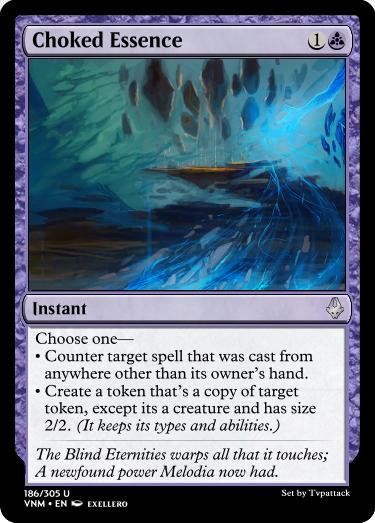 Choked Essence 1
Instant
Choose one—
• Counter target spell that was cast from
anywhere other than its owner's hand.
• Create a token that's a copy of target
token, except its a creature and has size
2/2. (It keeps its types and abilities.)
The Blind Eternities warps all that it touches;
A newfound power Melodia now had.
186/305 U
VNM • EN EXELLERO
Set by Tvpattack